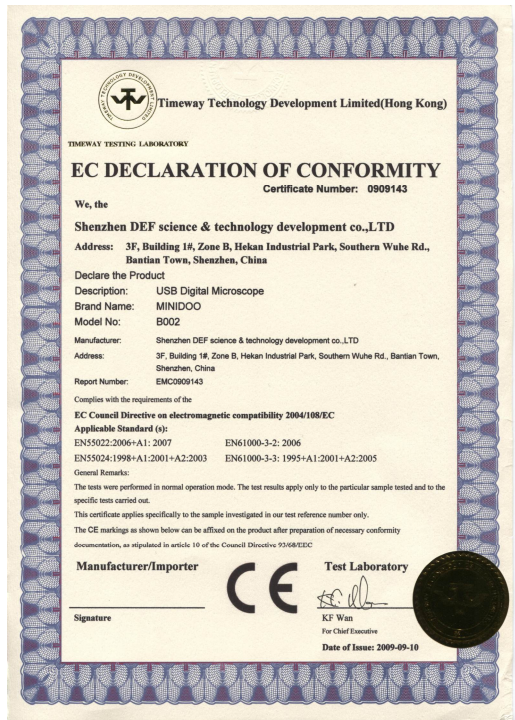 TIMEWAY TECHNOLOGY DEVELOPMENT LIMITED
Timeway Technology Development Limited(Hong Kong)
TIMEWAY TESTING LABORATORY
EC DECLARATION OF CONFORMITY
Certificate Number: 0909143
We, the
Shenzhen DEF science & technology development co.,LTD
Address: 3F, Building 1#, Zone B, Hekan Industrial Park, Southern Wuhe Rd.,
Bantian Town, Shenzhen, China
Declare the Product
Description: USB Digital Microscope
Brand Name: MINIDOO
Model No: B002
Manufacturer: Shenzhen DEF science & technology development co.,LTD
Address: 3F, Building 1#, Zone B, Hekan Industrial Park, Southern Wuhe Rd., Bantian Town,
Shenzhen, China
Report Number: EMC0909143
Complies with the requirements of the
EC Council Directive on electromagnetic compatibility 2004/108/EC
Applicable Standard (s):
EN55022:2006+A1: 2007 EN61000-3-2: 2006
EN55024:1998+A1:2001+A2:2003 EN61000-3-3: 1995+A1:2001+A2:2005
General Remarks:
The tests were performed in normal operation mode. The test results apply only to the particular sample tested and to the
specific tests carried out.
This certificate applies specifically to the sample investigated in our test reference number only.
The CE markings as shown below can be affixed on the product after preparation of necessary conformity
documentation, as stipulated in article 10 of the Council Directive 93/68/EEC
Manufacturer/Importer
CE
Test Laboratory
Signature
KF Wan
For Chief Executive
Date of Issue: 2009-09-10